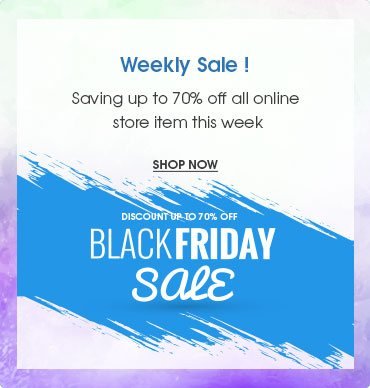 Weekly Sale !
Saving up to 70% off all online
store item this week
SHOP NOW
DISCOUNT UP TO 70% OFF
BLACK FRIDAY
SALE